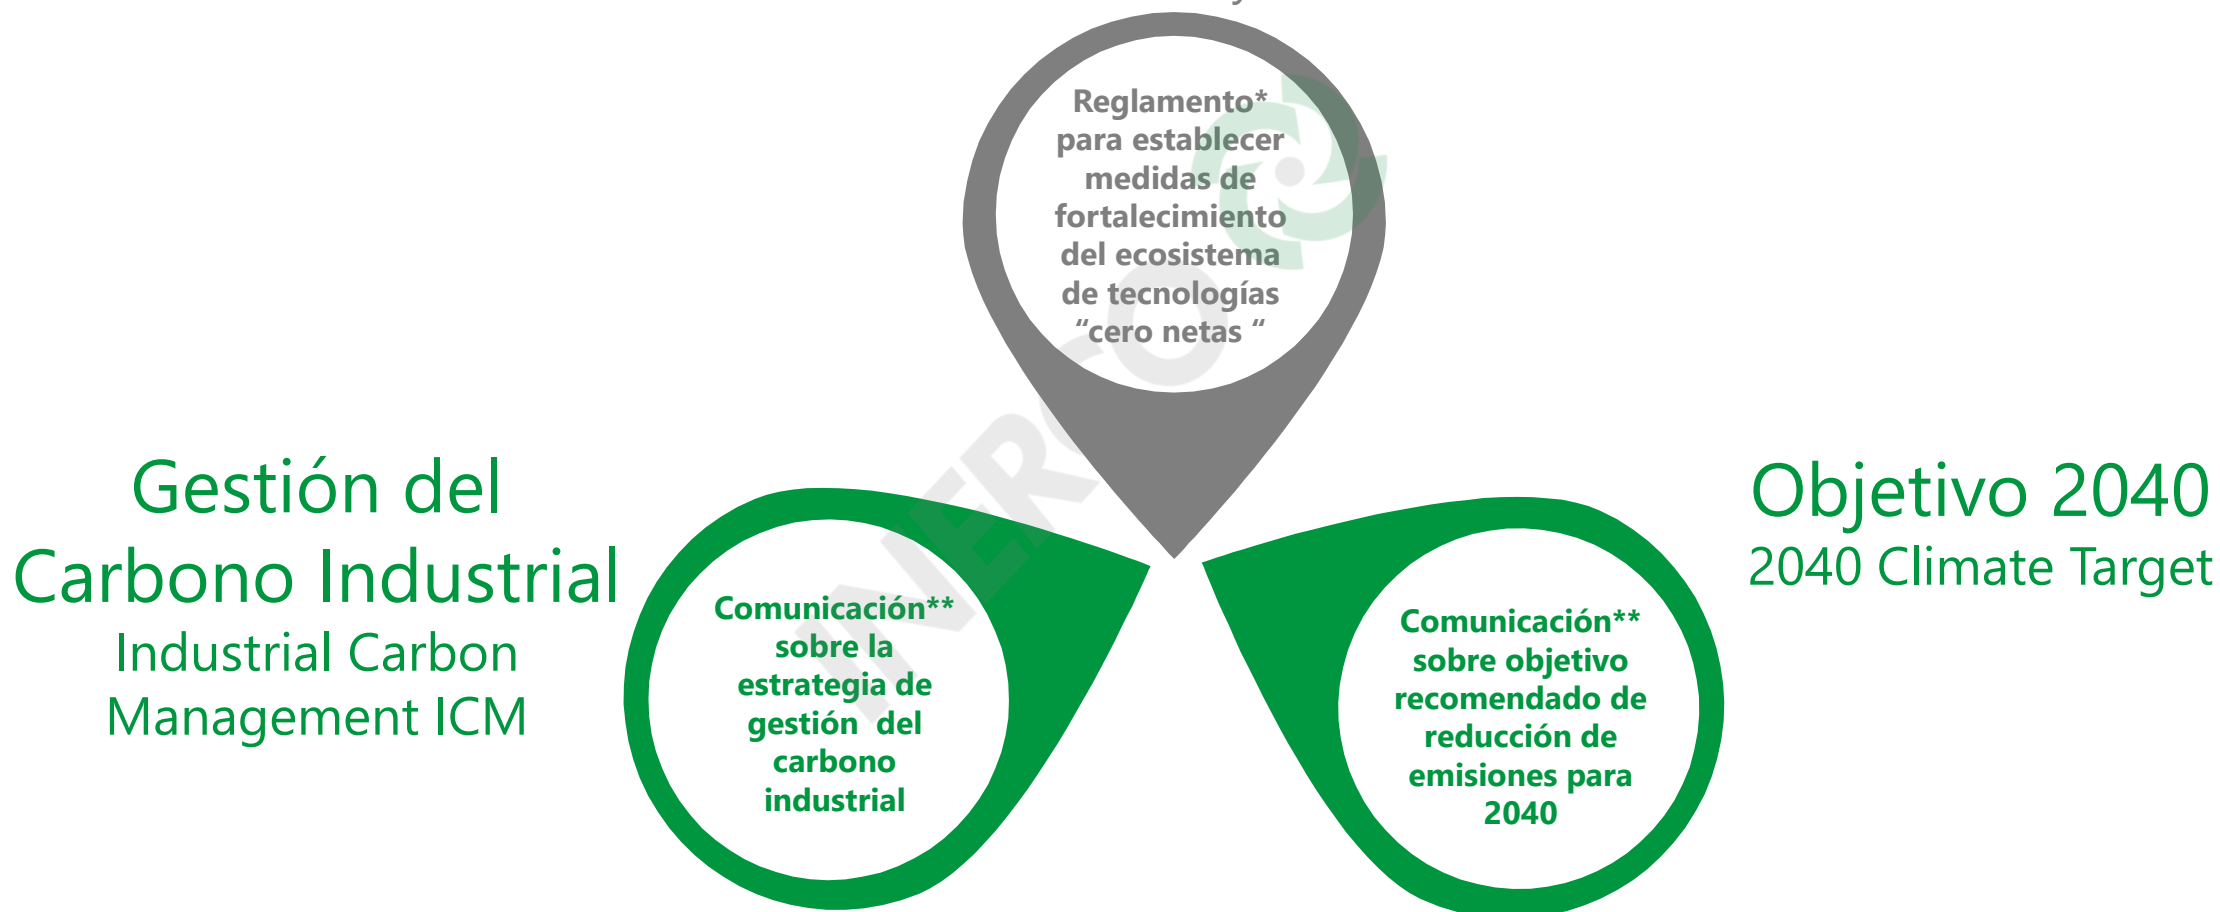 Reglamento*
para establecer
medidas de
fortalecimiento
del ecosistema
de tecnologías
“cero netas “
Gestión del
Carbono Industrial
Industrial Carbon
Management ICM
Comunicación**
sobre la
estrategia de
gestión  del
carbono
industrial
Comunicación**
sobre objetivo
recomendado de
reducción de
emisiones para
2040
Objetivo 2040
2040 Climate Target
INERCO